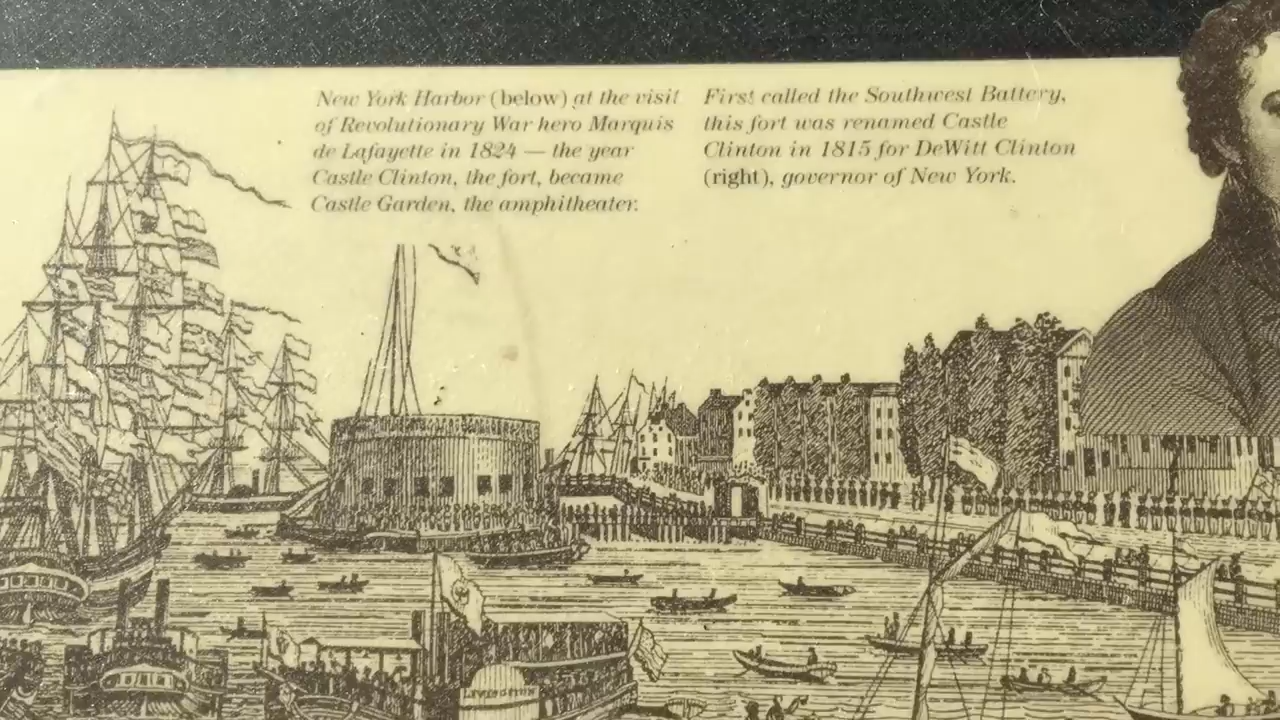 New York Harbor (below) at the visit
of Revolutionary War hero Marquis
de Lafayette in 1824 — the year
Castle Clinton, the fort, became
Castle Garden, the amphitheater.
First called the Southwest Battery,
this fort was renamed Castle
Clinton in 1815 for DeWitt Clinton
(right), governor of New York.